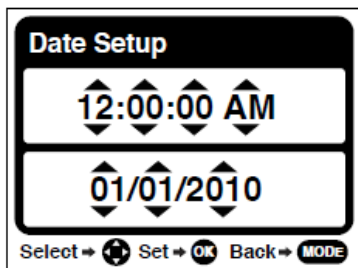 Date Setup
12:00:00 AM
01/01/2010
Select ➡ Set ➡ OK Back ➡ MODE